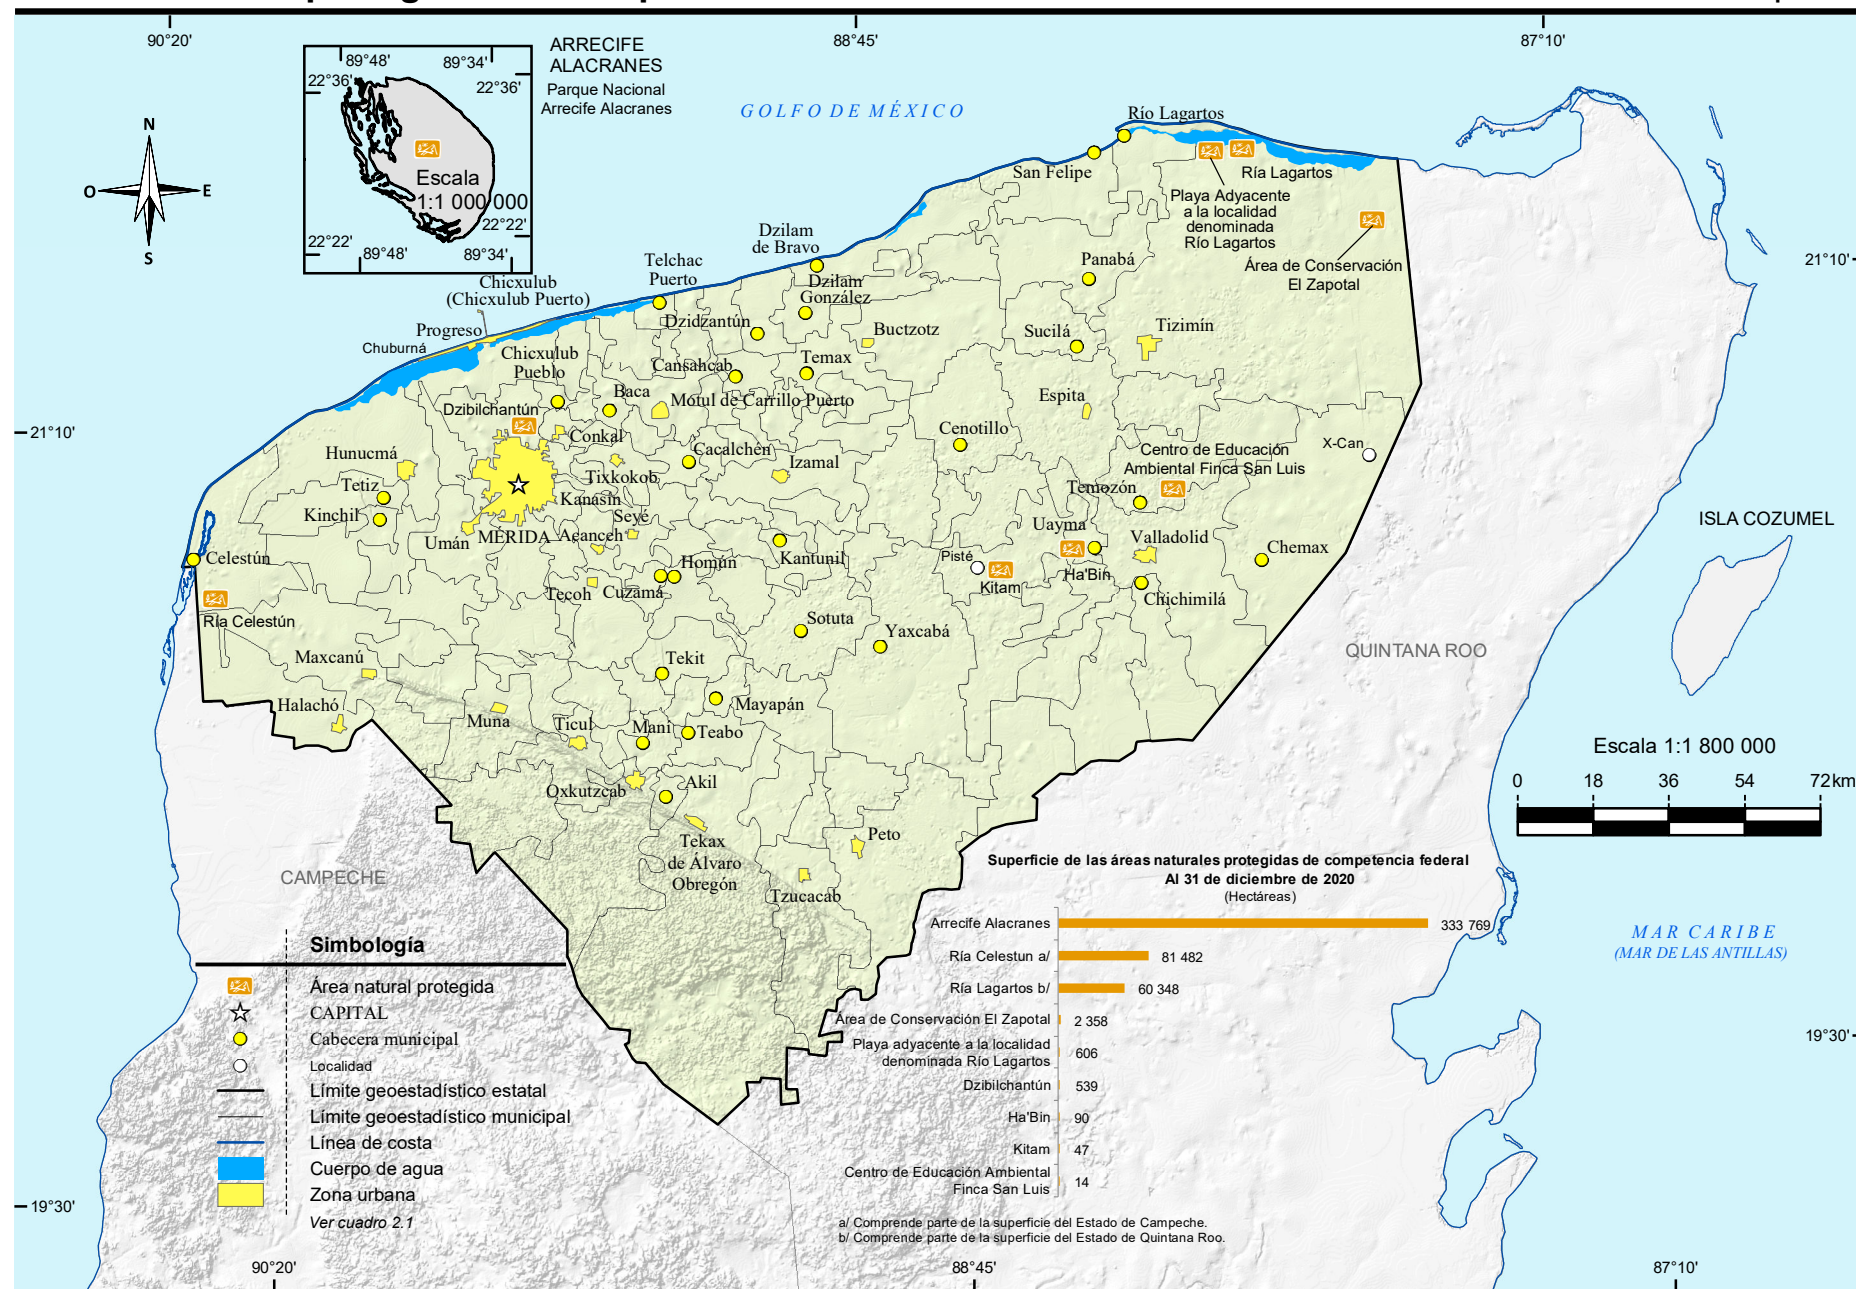 90°20'
88°45'
87°10'
89°48'
89°34'
22°36'
22°36'
Escala
1:1 000 000
22°22'
22°22'
89°48'
89°34'
ARRECIFE
ALACRANES
Parque Nacional
Arrecife Alacranes
GOLFO DE MÉXICO
N
O
E
S
Río Lagartos
San Felipe
Ría Lagartos
Playa Adyacente
a la localidad
denominada
Río Lagartos
Área de Conservación
El Zapotal
21°10'
Dzilam
de Bravo
Telchac
Puerto
Dzilam
González
Panabá
Chicxulub
(Chicxulub Puerto)
Progreso
Chuburná
Dzidzantún
Buctzotz
Sucilá
Tizimín
Chicxulub
Pueblo
Cansahcab
Temax
Baca
Motul de Carrillo Puerto
Espita
Dzibilchantún
Conkal
Cenotillo
21°10'
X-Can
Centro de Educación
Ambiental Finca San Luis
Hunucmá
Cacalchén
Izamal
Tixkokob
Tetiz
Kanasín
Temozón
Kinchil
Seyé
Uayma
Valladolid
ISLA COZUMEL
Umán
MÉRIDA
Acanceh
Celestún
Homún
Kantunil
Pisté
Chemax
Ha'Bin
Kitam
Tecoh
Cuzamá
Chichimilá
Ría Celestún
Sotuta
Yaxcabá
QUINTANA ROO
Maxcanú
Tekit
Halachó
Mayapán
Muna
Ticul
Maní
Teabo
Escala 1:1 800 000
0
18
36
54
72 km
Oxkutzcab
Akil
Peto
Tekax
de Álvaro
Obregón
Tzucacab
CAMPECHE
MAR CARIBE
(MAR DE LAS ANTILLAS)
Superficie de las áreas naturales protegidas de competencia federal
Al 31 de diciembre de 2020
(Hectáreas)
Arrecife Alacranes
333 769
Ría Celestun a/
81 482
Ría Lagartos b/
60 348
Área de Conservación El Zapotal
2 358
Playa adyacente a la localidad
denominada Río Lagartos
606
Dzibilchantún
539
Ha'Bin
90
Kitam
47
Centro de Educación Ambiental
Finca San Luis
14
a/ Comprende parte de la superficie del Estado de Campeche.
b/ Comprende parte de la superficie del Estado de Quintana Roo.
Simbología
Área natural protegida
CAPITAL
Cabecera municipal
Localidad
Límite geoestadístico estatal
Límite geoestadístico municipal
Línea de costa
Cuerpo de agua
Zona urbana
Ver cuadro 2.1
19°30'
19°30'
90°20'
88°45'
87°10'